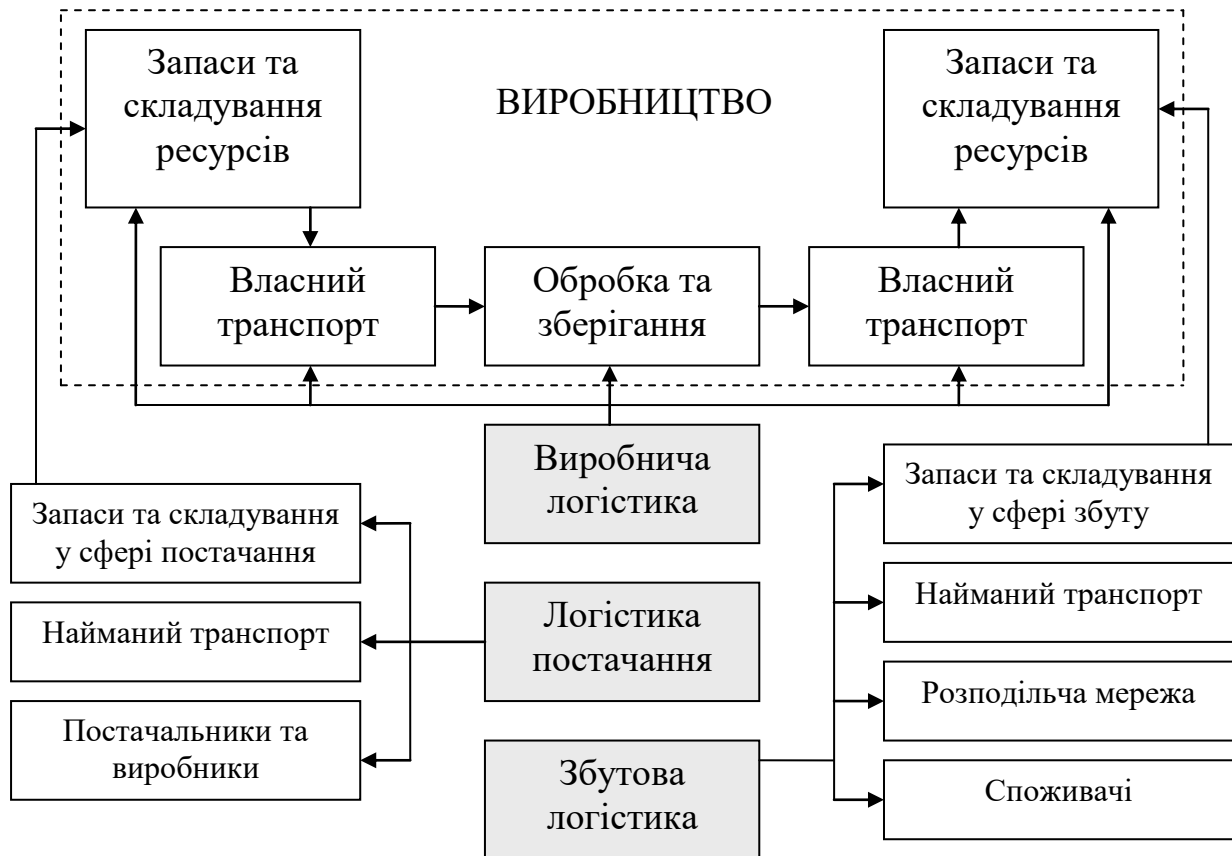 Запаси та
складування
ресурсів
ВИРОБНИЦТВО
Запаси та
складування
ресурсів
Власний
транспорт
Обробка та
зберігання
Власний
транспорт
Виробнича
логістика
Запаси та складування
у сфері постачання
Найманий транспорт
Постачальники та
виробники
Логістика
постачання
Збутова
логістика
Запаси та складування
у сфері збуту
Найманий транспорт
Розподільча мережа
Споживачі